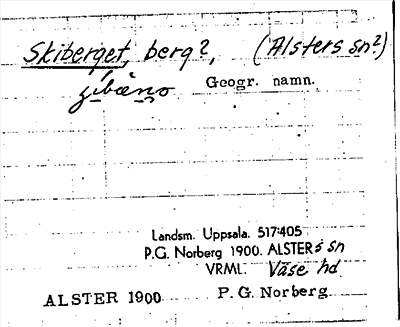 Skiberget, berg?, (Alsters sn?)
Geogr. namn.
Landsm. Uppsala. 517:405
P.G. Norberg 1900. ALSTERs sn
VRML. Väse hd
ALSTER 1900 P. G. Norberg